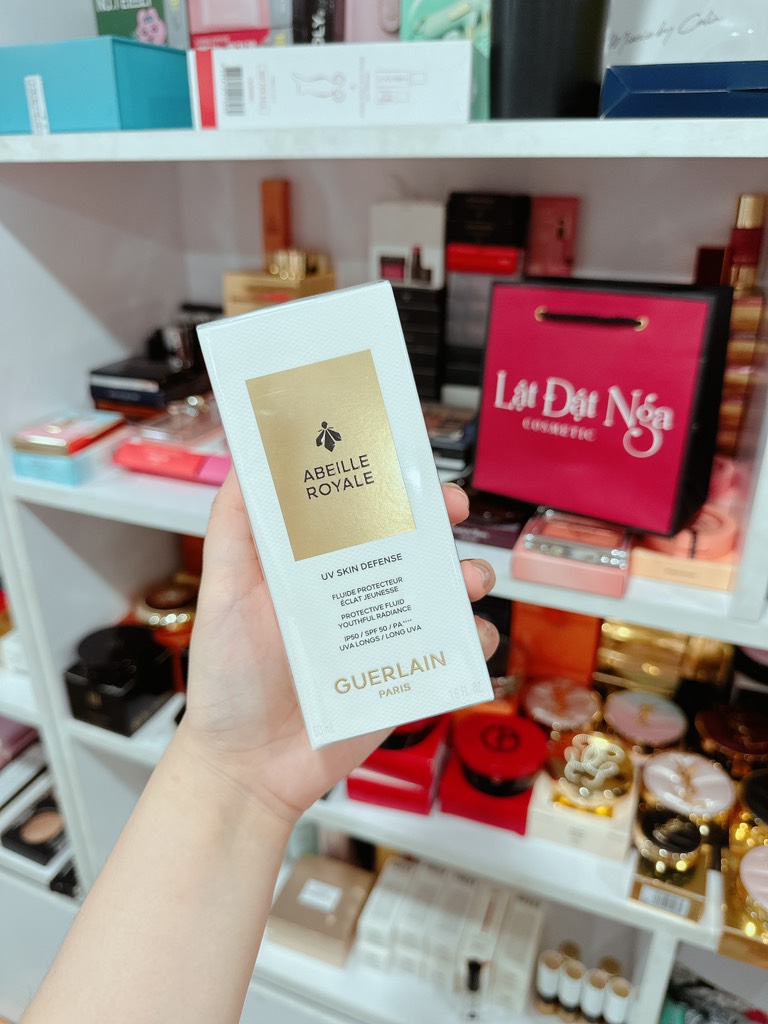 ABEILLE
ROYALE
UV SKIN DEFENSE
FLUIDE PROTECTEUR
ÉCLAT JEUNESSE
PROTECTIVE FLUID
YOUTHFUL RADIANCE
IP50 / SPF 50 / PA++++
UVA LONGS / LONG UVA
GUERLAIN
PARIS
Lật Đật Nga
COSMETIC